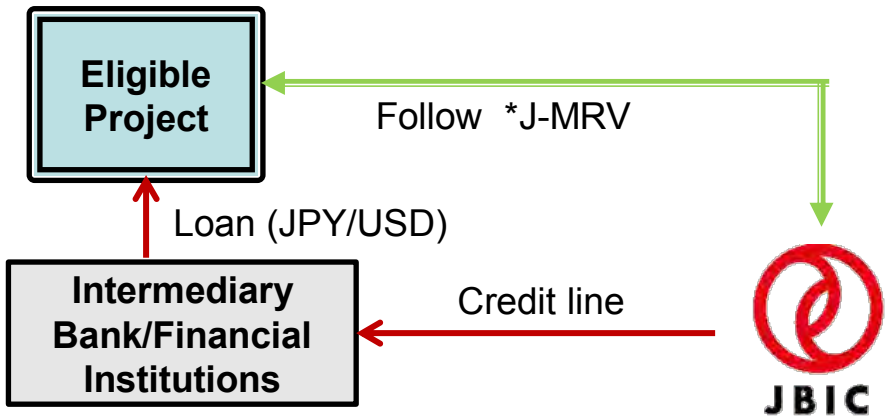 Eligible
Project
Follow *J-MRV
Loan (JPY/USD)
Intermediary
Bank/Financial
Institutions
Credit line
JBIC